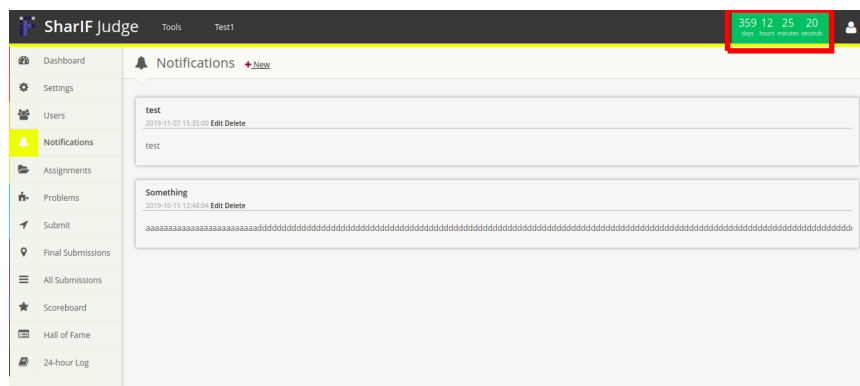 SharIF Judge Tools Test1 359 12 25 20
days hours minutes seconds
Dashboard
Settings
Users
Notifications
Assignments
Problems
Submit
Final Submissions
All Submissions
Scoreboard
Hall of Fame
24-hour Log
Notifications +New
test
2019-11-07 15:35:00 Edit Delete
test
Something
2019-10-15 12:48:04 Edit Delete